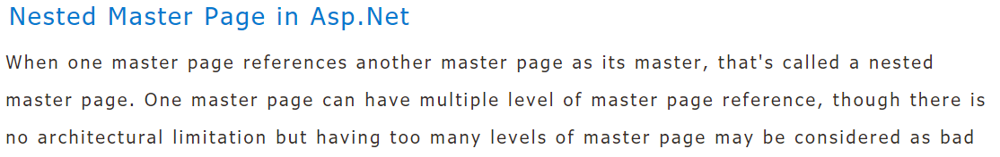 Nested Master Page in Asp.Net
When one master page references another master page as its master, that's called a nested
master page. One master page can have multiple level of master page reference, though there is
no architectural limitation but having too many levels of master page may be considered as bad